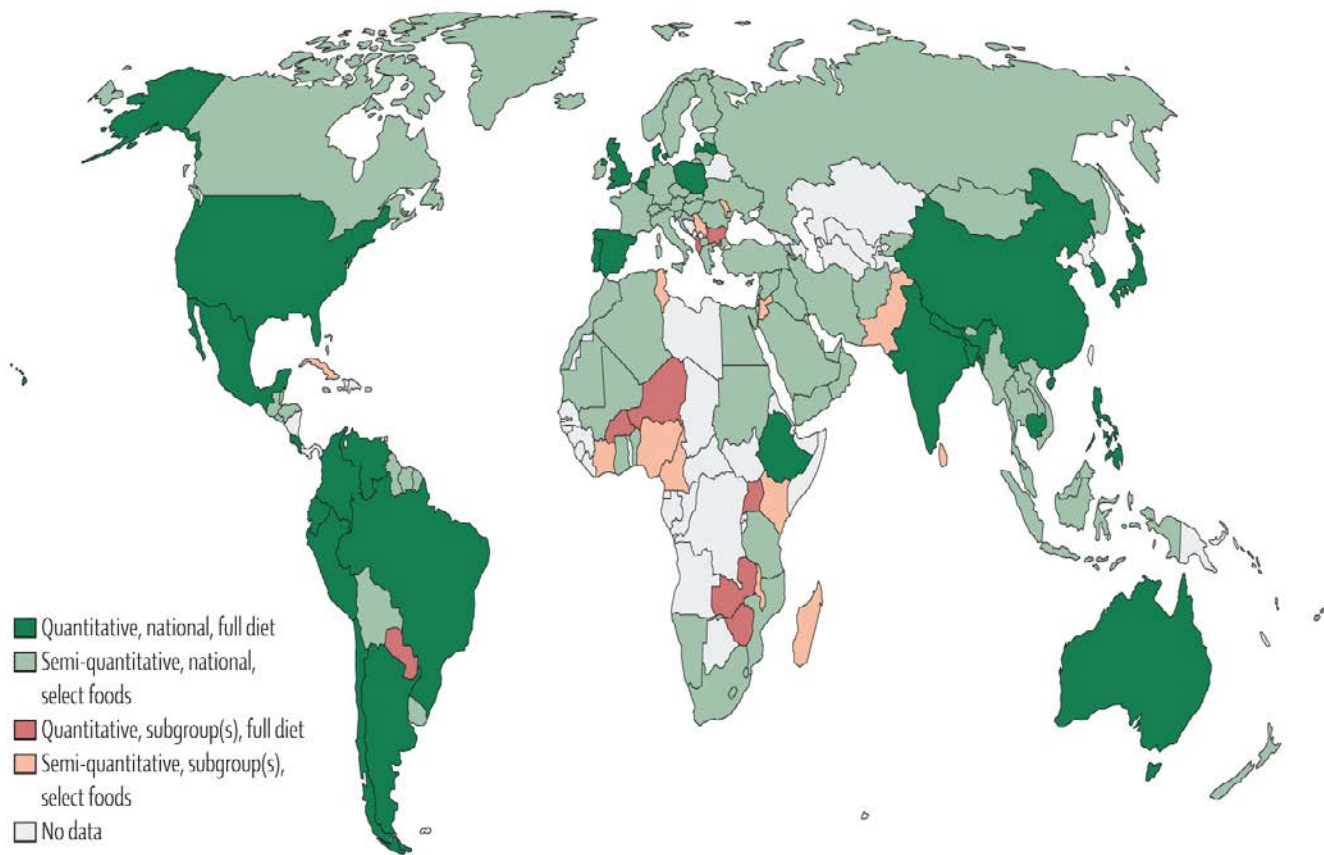 Quantitative, national, full diet
Semi-quantitative, national,
select foods
Quantitative, subgroup(s), full diet
Semi-quantitative, subgroup(s),
select foods
No data